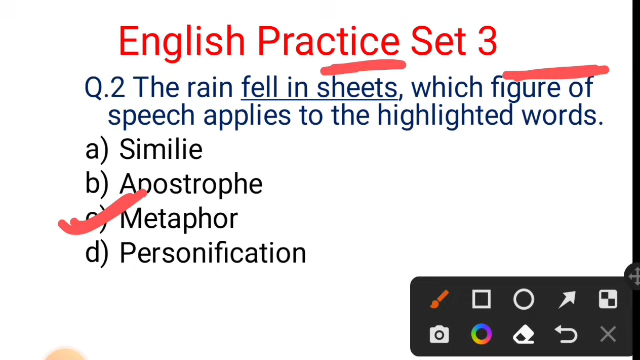 English Practice Set 3
Q.2 The rain fell in sheets, which figure of
speech applies to the highlighted words.
a) Similie
b) Apostrophe
c) Metaphor
d) Personification